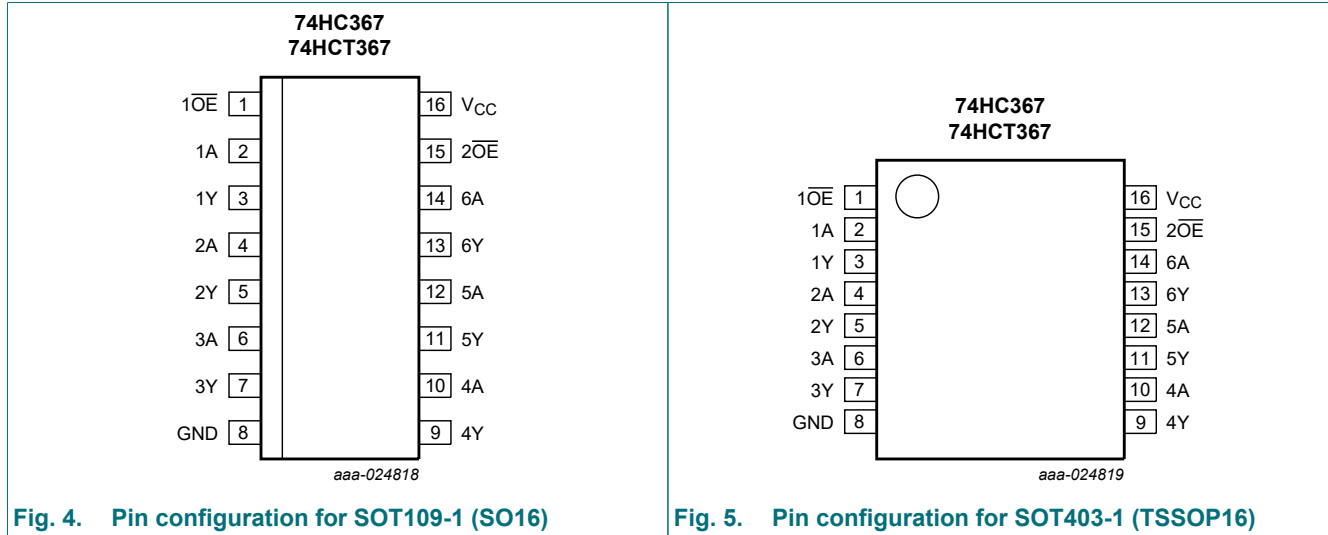 74HC367
74HCT367
1O̅E̅ 1
16 VCC
1A 2
15 2O̅E̅
1Y 3
14 6A
2A 4
13 6Y
2Y 5
12 5A
3A 6
11 5Y
3Y 7
10 4A
GND 8
9 4Y
aaa-024818
Fig. 4. Pin configuration for SOT109-1 (SO16)
74HC367
74HCT367
1O̅E̅ 1
16 VCC
1A 2
15 2O̅E̅
1Y 3
14 6A
2A 4
13 6Y
2Y 5
12 5A
3A 6
11 5Y
3Y 7
10 4A
GND 8
9 4Y
aaa-024819
Fig. 5. Pin configuration for SOT403-1 (TSSOP16)